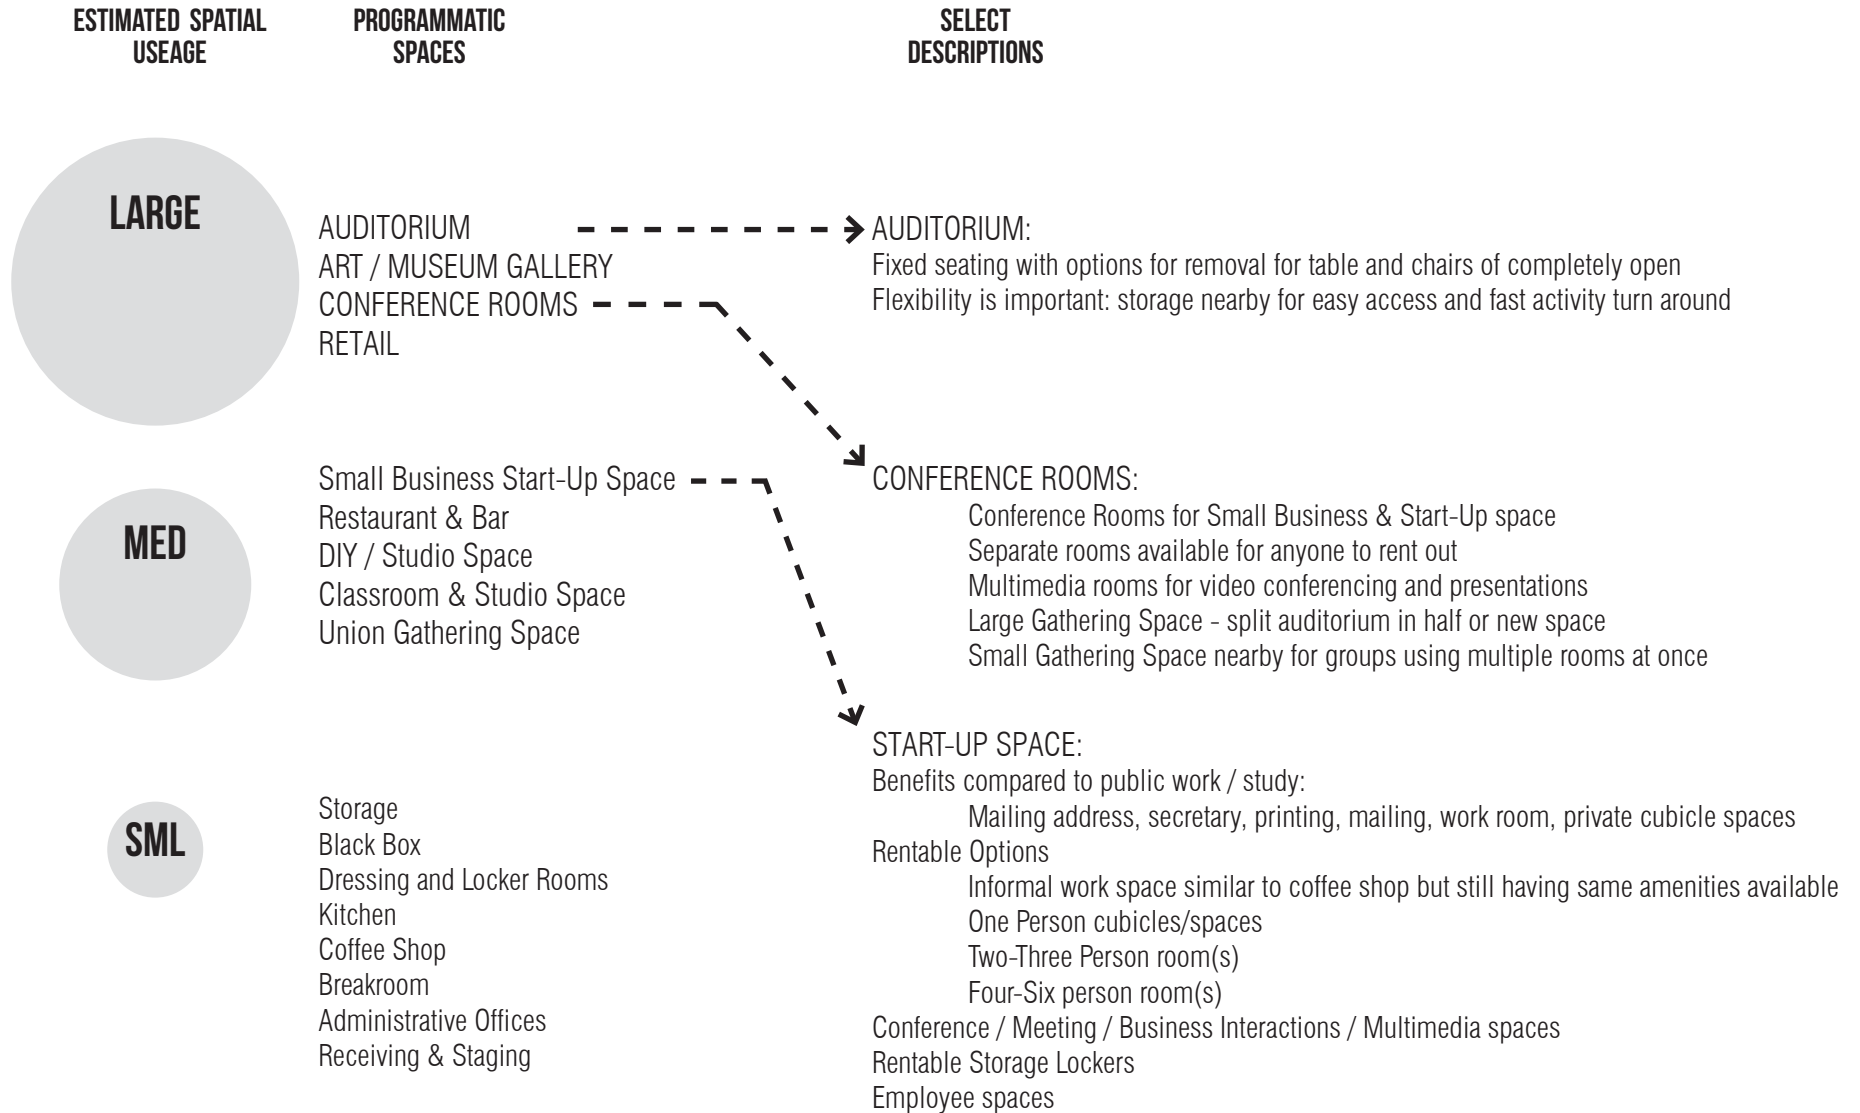 ESTIMATED SPATIAL
USEAGE
PROGRAMMATIC
SPACES
SELECT
DESCRIPTIONS
LARGE
AUDITORIUM
ART / MUSEUM GALLERY
CONFERENCE ROOMS
RETAIL
AUDITORIUM:
Fixed seating with options for removal for table and chairs of completely open
Flexibility is important: storage nearby for easy access and fast activity turn around
MED
Small Business Start-Up Space
Restaurant & Bar
DIY / Studio Space
Classroom & Studio Space
Union Gathering Space
CONFERENCE ROOMS:
Conference Rooms for Small Business & Start-Up space
Separate rooms available for anyone to rent out
Multimedia rooms for video conferencing and presentations
Large Gathering Space - split auditorium in half or new space
Small Gathering Space nearby for groups using multiple rooms at once
SML
Storage
Black Box
Dressing and Locker Rooms
Kitchen
Coffee Shop
Breakroom
Administrative Offices
Receiving & Staging
START-UP SPACE:
Benefits compared to public work / study:
Mailing address, secretary, printing, mailing, work room, private cubicle spaces
Rentable Options
Informal work space similar to coffee shop but still having same amenities available
One Person cubicles/spaces
Two-Three Person room(s)
Four-Six person room(s)
Conference / Meeting / Business Interactions / Multimedia spaces
Rentable Storage Lockers
Employee spaces